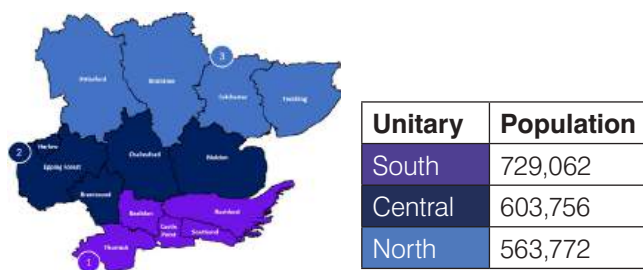 3
Uttlesford
Braintree
Colchester
Tendring
2
Harlow
Epping Forest
Chelmsford
Maldon
Brentwood
Basildon
Rochford
Castle
Point
Southend
Thurrock
1
Unitary Population
South 729,062
Central 603,756
North 563,772